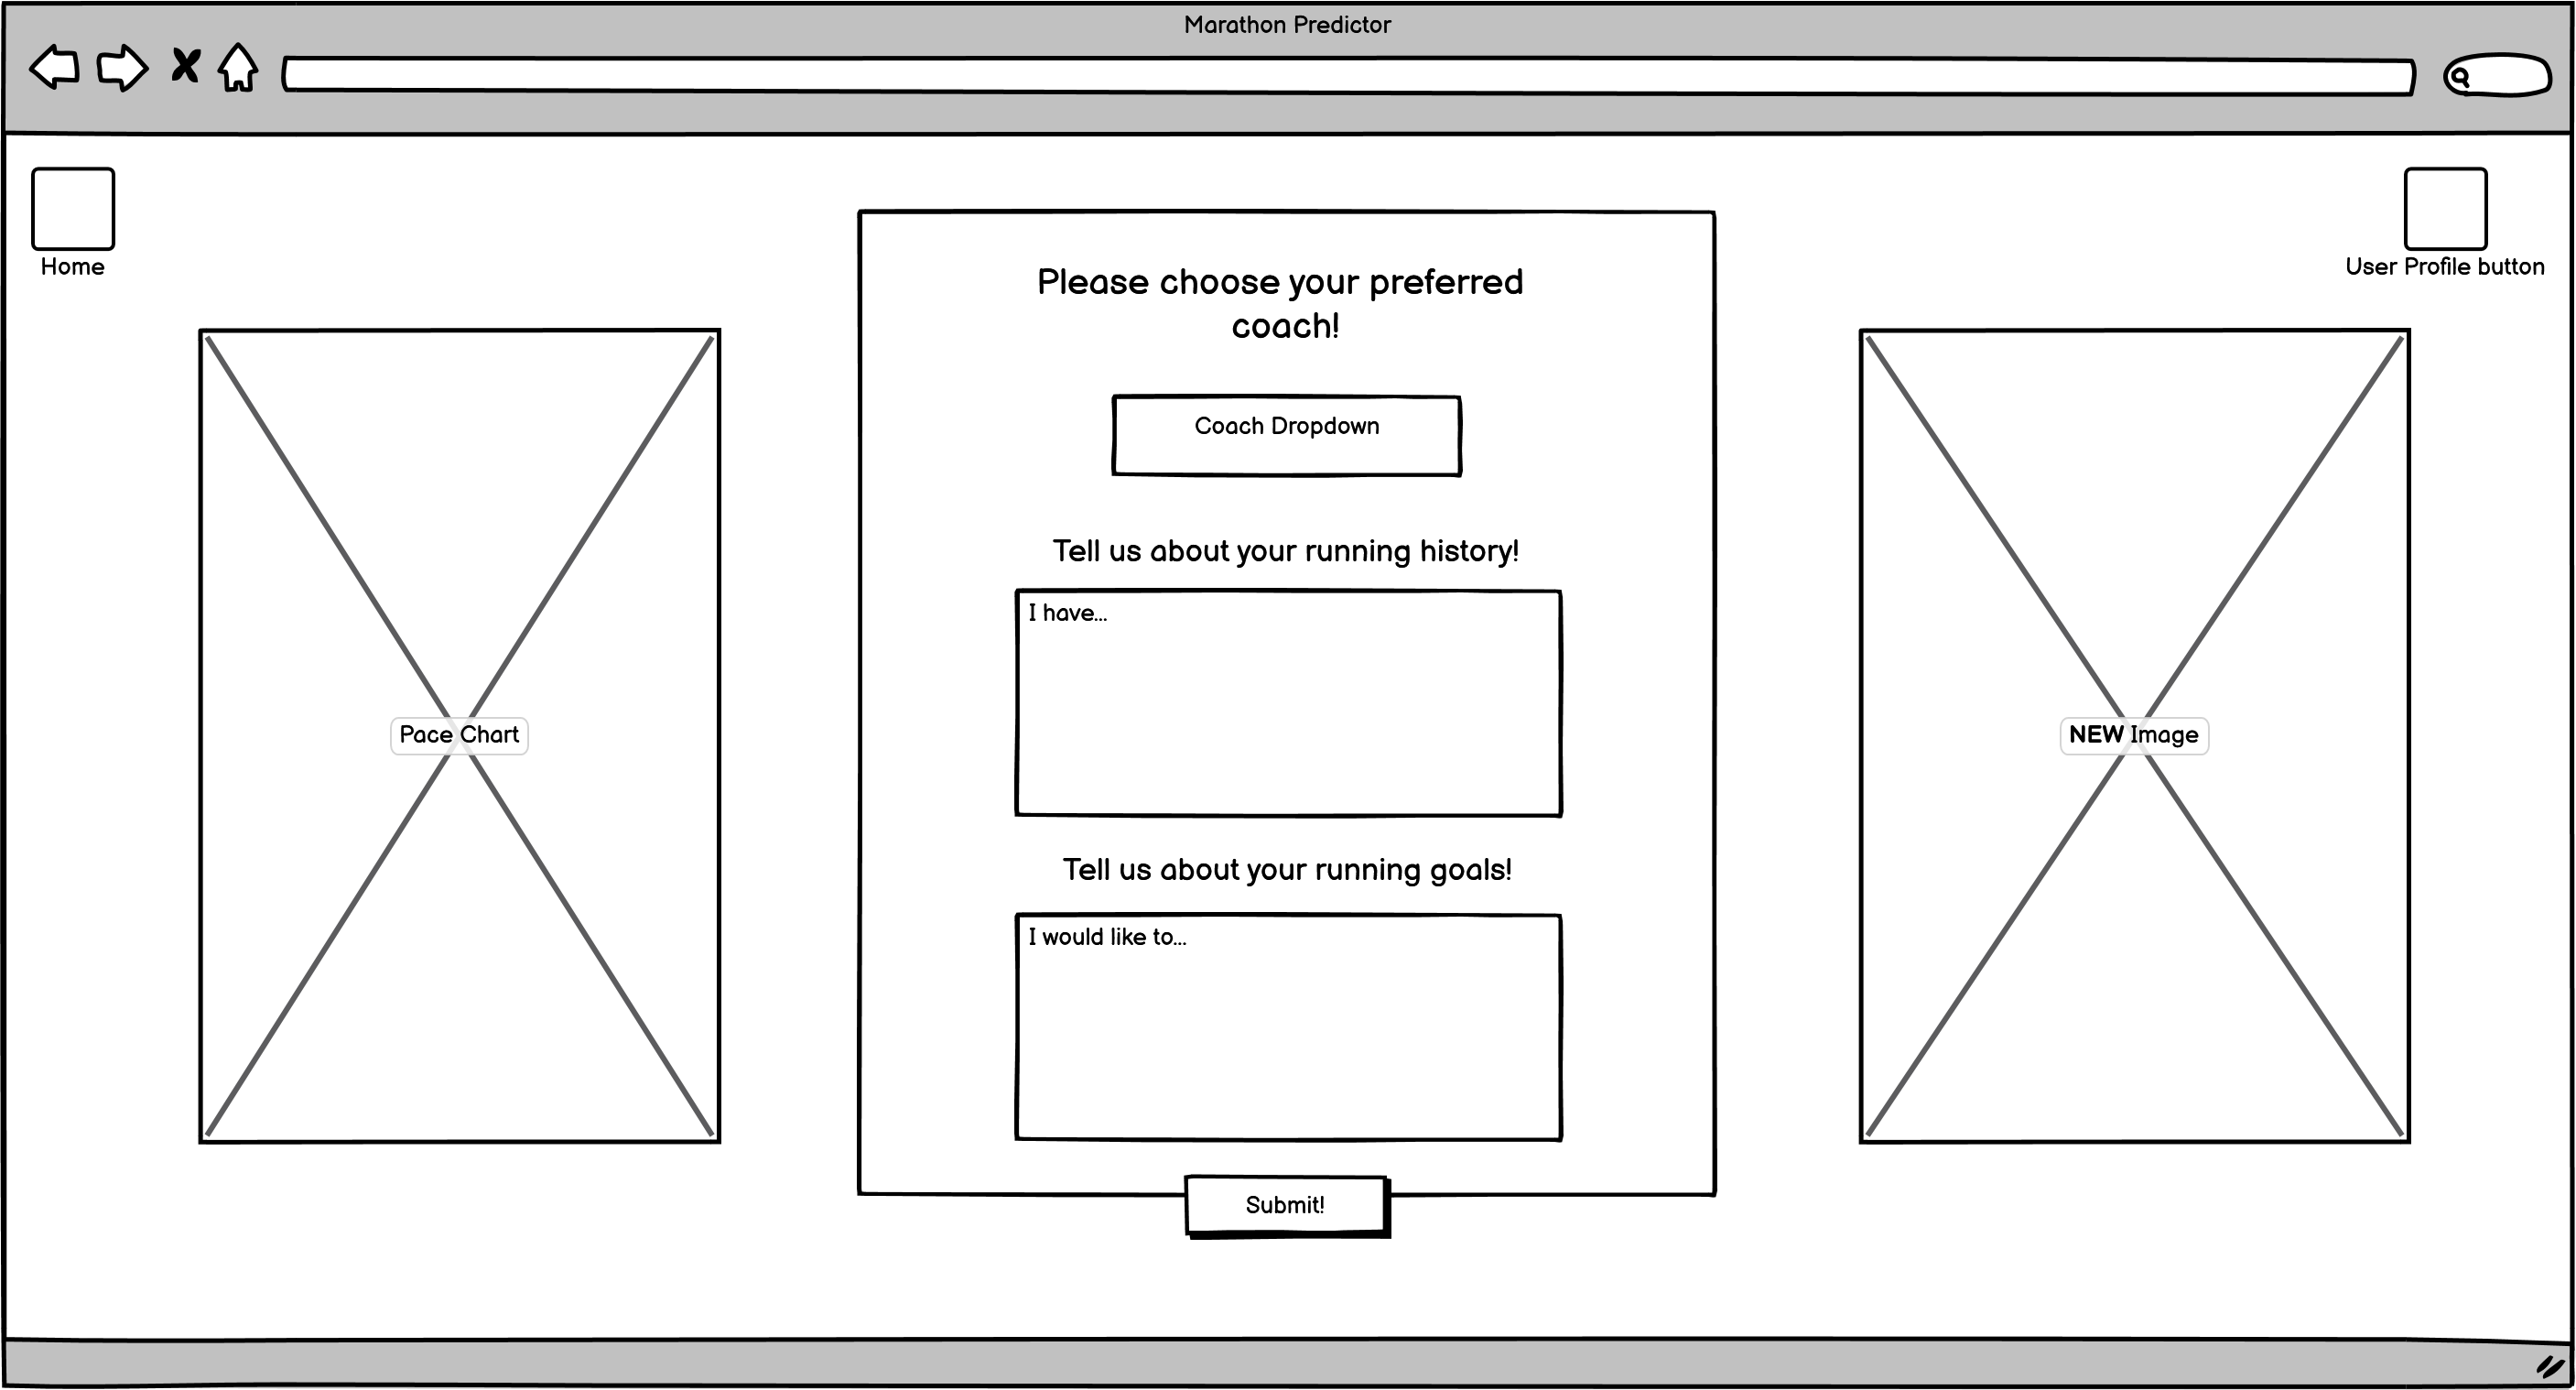 Marathon Predictor
Home
User Profile button
Please choose your preferred
coach!
Coach Dropdown
Tell us about your running history!
I have...
Pace Chart
NEW Image
Tell us about your running goals!
I would like to...
Submit!